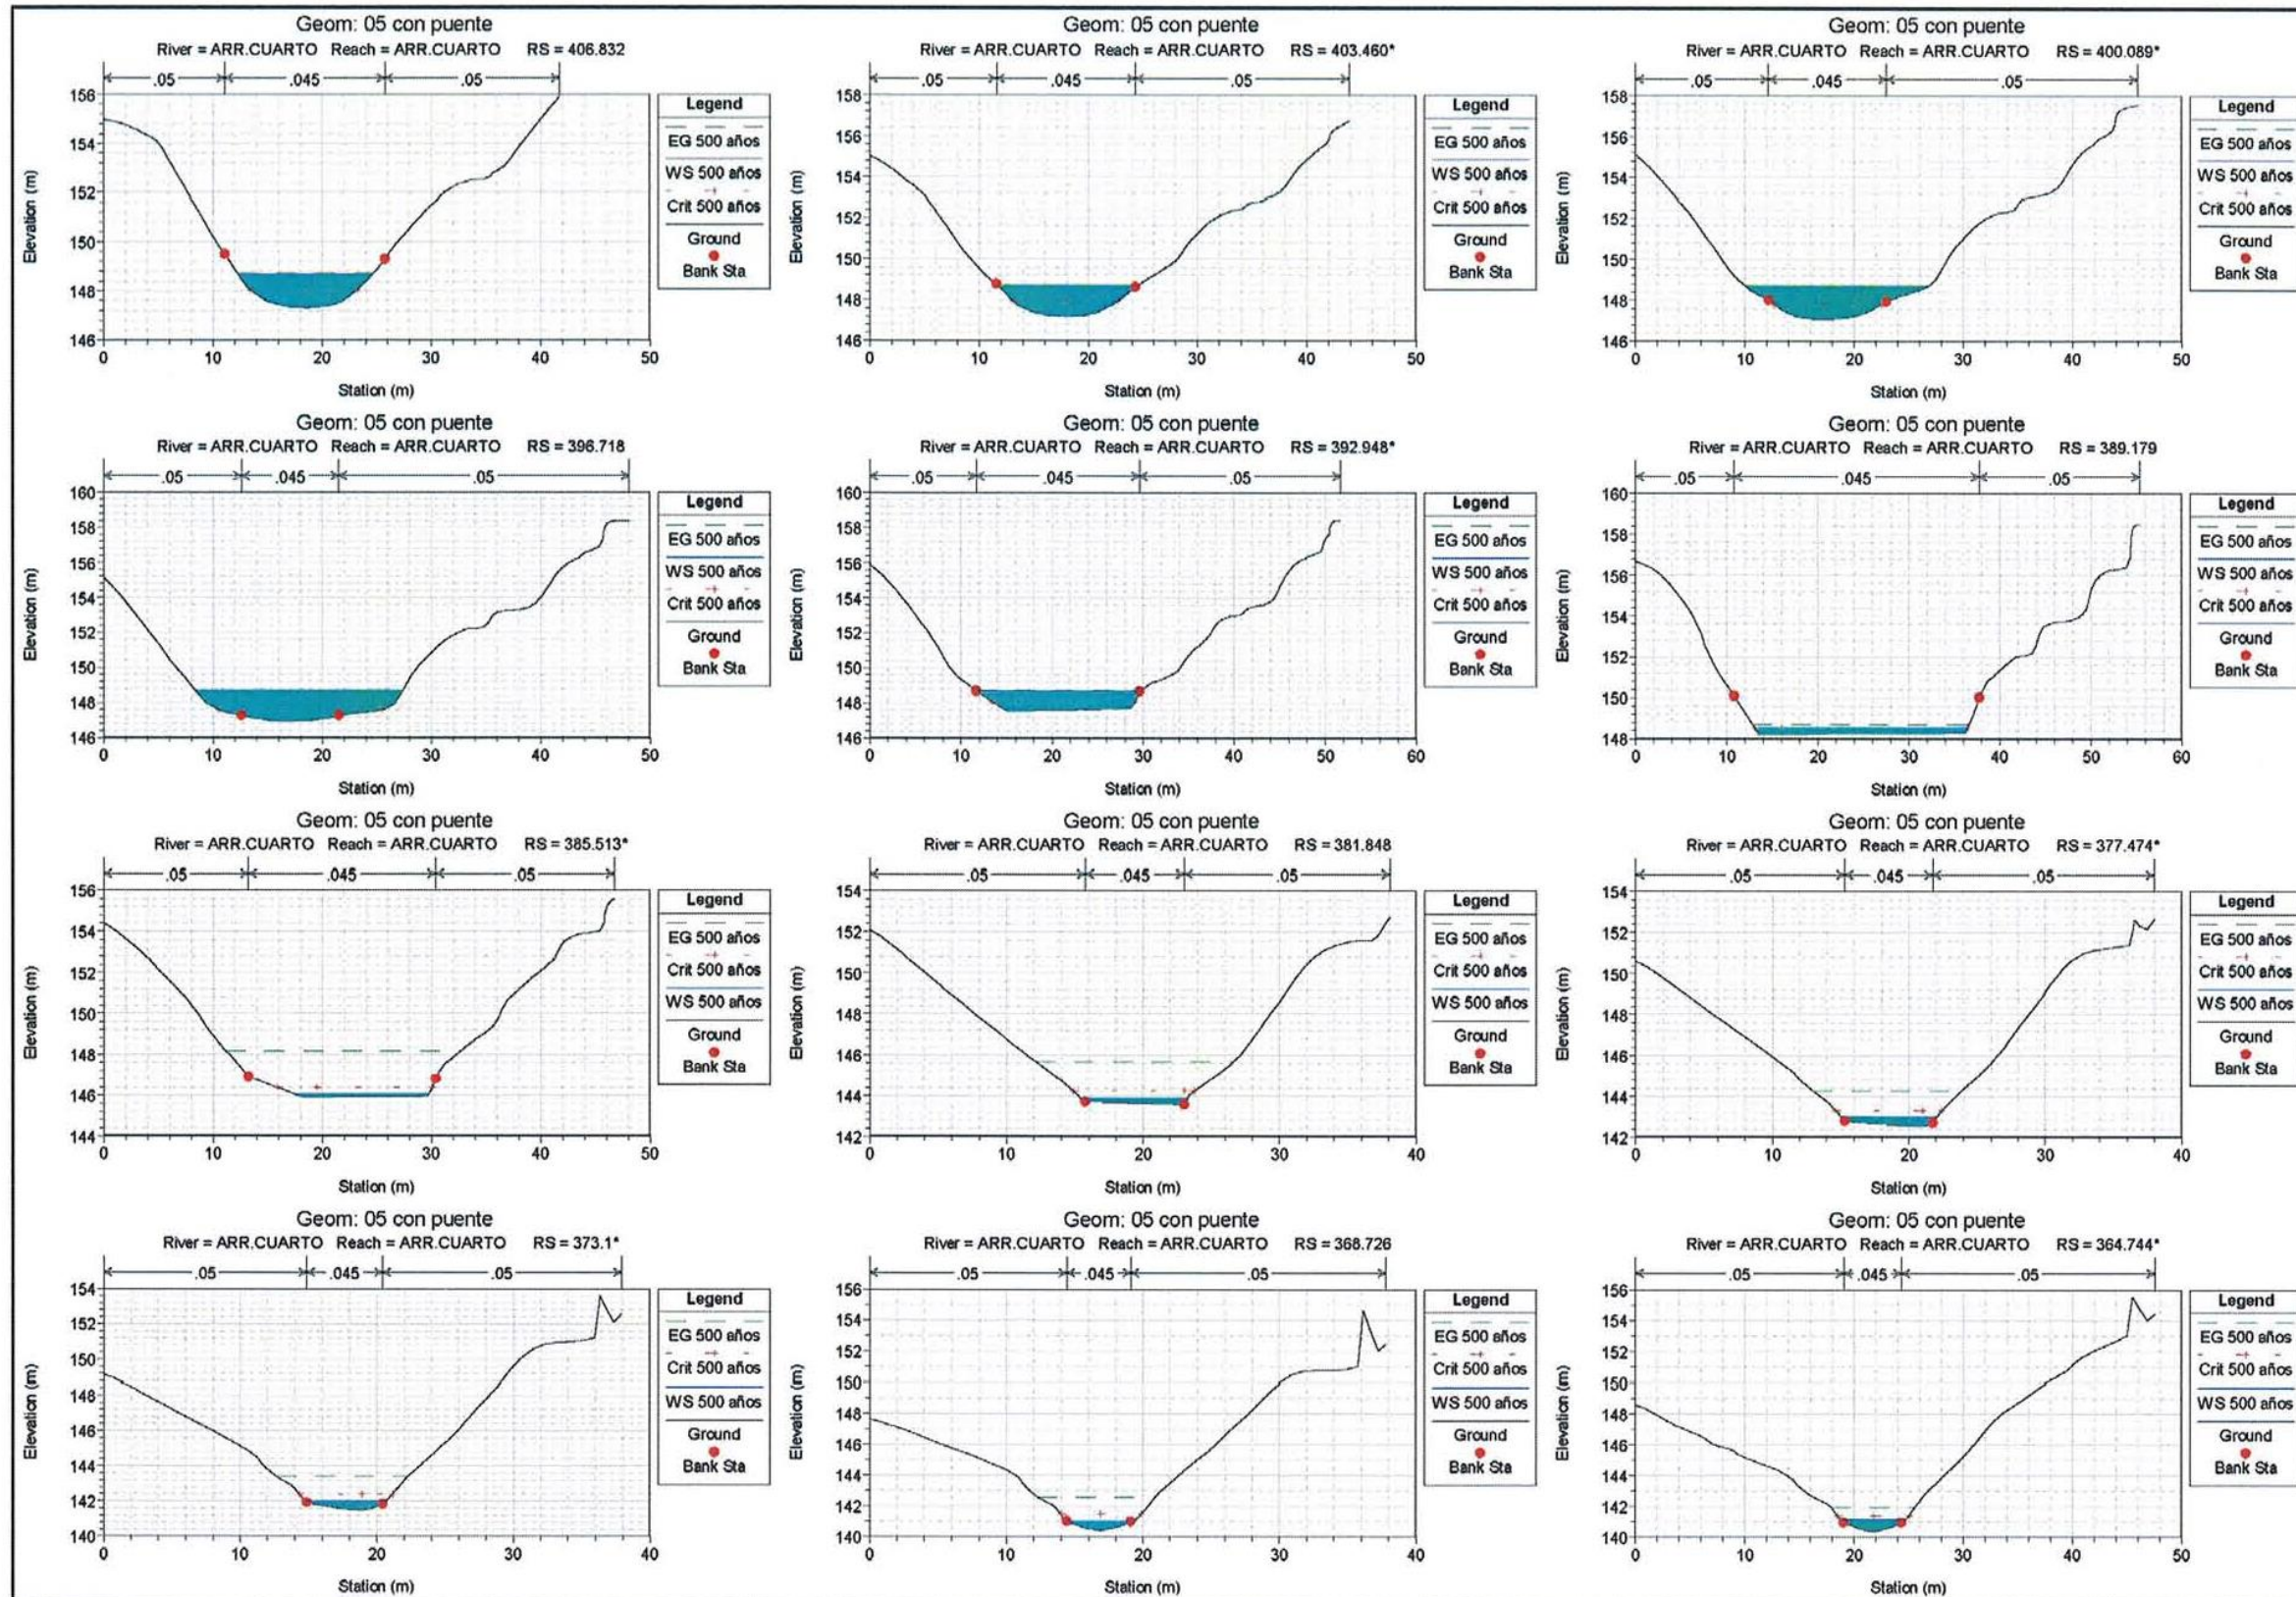 Geom: 05 con puente
River = ARR.CUARTO Reach = ARR.CUARTO RS = 406.832
.05 .045 .05
156
154
152
150
148
146
0 10 20 30 40 50
Elevation (m)
Station (m)
Legend
EG 500 años
WS 500 años
Crit 500 años
Ground
Bank Sta
Geom: 05 con puente
River = ARR.CUARTO Reach = ARR.CUARTO RS = 403.460*
.05 .045 .05
158
156
154
152
150
148
146
0 10 20 30 40 50
Elevation (m)
Station (m)
Legend
EG 500 años
WS 500 años
Crit 500 años
Ground
Bank Sta
Geom: 05 con puente
River = ARR.CUARTO Reach = ARR.CUARTO RS = 400.089*
.05 .045 .05
158
156
154
152
150
148
146
0 10 20 30 40 50
Elevation (m)
Station (m)
Legend
EG 500 años
WS 500 años
Crit 500 años
Ground
Bank Sta
Geom: 05 con puente
River = ARR.CUARTO Reach = ARR.CUARTO RS = 396.718
.05 .045 .05
160
158
156
154
152
150
148
146
0 10 20 30 40 50
Elevation (m)
Station (m)
Legend
EG 500 años
WS 500 años
Crit 500 años
Ground
Bank Sta
Geom: 05 con puente
River = ARR.CUARTO Reach = ARR.CUARTO RS = 392.948*
.05 .045 .05
160
158
156
154
152
150
148
146
0 10 20 30 40 50 60
Elevation (m)
Station (m)
Legend
EG 500 años
WS 500 años
Crit 500 años
Ground
Bank Sta
Geom: 05 con puente
River = ARR.CUARTO Reach = ARR.CUARTO RS = 389.179
.05 .045 .05
160
158
156
154
152
150
148
0 10 20 30 40 50 60
Elevation (m)
Station (m)
Legend
EG 500 años
WS 500 años
Crit 500 años
Ground
Bank Sta
Geom: 05 con puente
River = ARR.CUARTO Reach = ARR.CUARTO RS = 385.513*
.05 .045 .05
156
154
152
150
148
146
144
0 10 20 30 40 50
Elevation (m)
Station (m)
Legend
EG 500 años
Crit 500 años
WS 500 años
Ground
Bank Sta
Geom: 05 con puente
River = ARR.CUARTO Reach = ARR.CUARTO RS = 381.848
.05 .045 .05
154
152
150
148
146
144
142
0 10 20 30 40
Elevation (m)
Station (m)
Legend
EG 500 años
Crit 500 años
WS 500 años
Ground
Bank Sta
Geom: 05 con puente
River = ARR.CUARTO Reach = ARR.CUARTO RS = 377.474*
.05 .045 .05
154
152
150
148
146
144
142
0 10 20 30 40
Elevation (m)
Station (m)
Legend
EG 500 años
Crit 500 años
WS 500 años
Ground
Bank Sta
Geom: 05 con puente
River = ARR.CUARTO Reach = ARR.CUARTO RS = 373.1*
.05 .045 .05
154
152
150
148
146
144
142
140
0 10 20 30 40
Elevation (m)
Station (m)
Legend
EG 500 años
Crit 500 años
WS 500 años
Ground
Bank Sta
Geom: 05 con puente
River = ARR.CUARTO Reach = ARR.CUARTO RS = 368.726
.05 .045 .05
156
154
152
150
148
146
144
142
140
0 10 20 30 40
Elevation (m)
Station (m)
Legend
EG 500 años
Crit 500 años
WS 500 años
Ground
Bank Sta
Geom: 05 con puente
River = ARR.CUARTO Reach = ARR.CUARTO RS = 364.744*
.05 .045 .05
156
154
152
150
148
146
144
142
140
0 10 20 30 40 50
Elevation (m)
Station (m)
Legend
EG 500 años
Crit 500 años
WS 500 años
Ground
Bank Sta